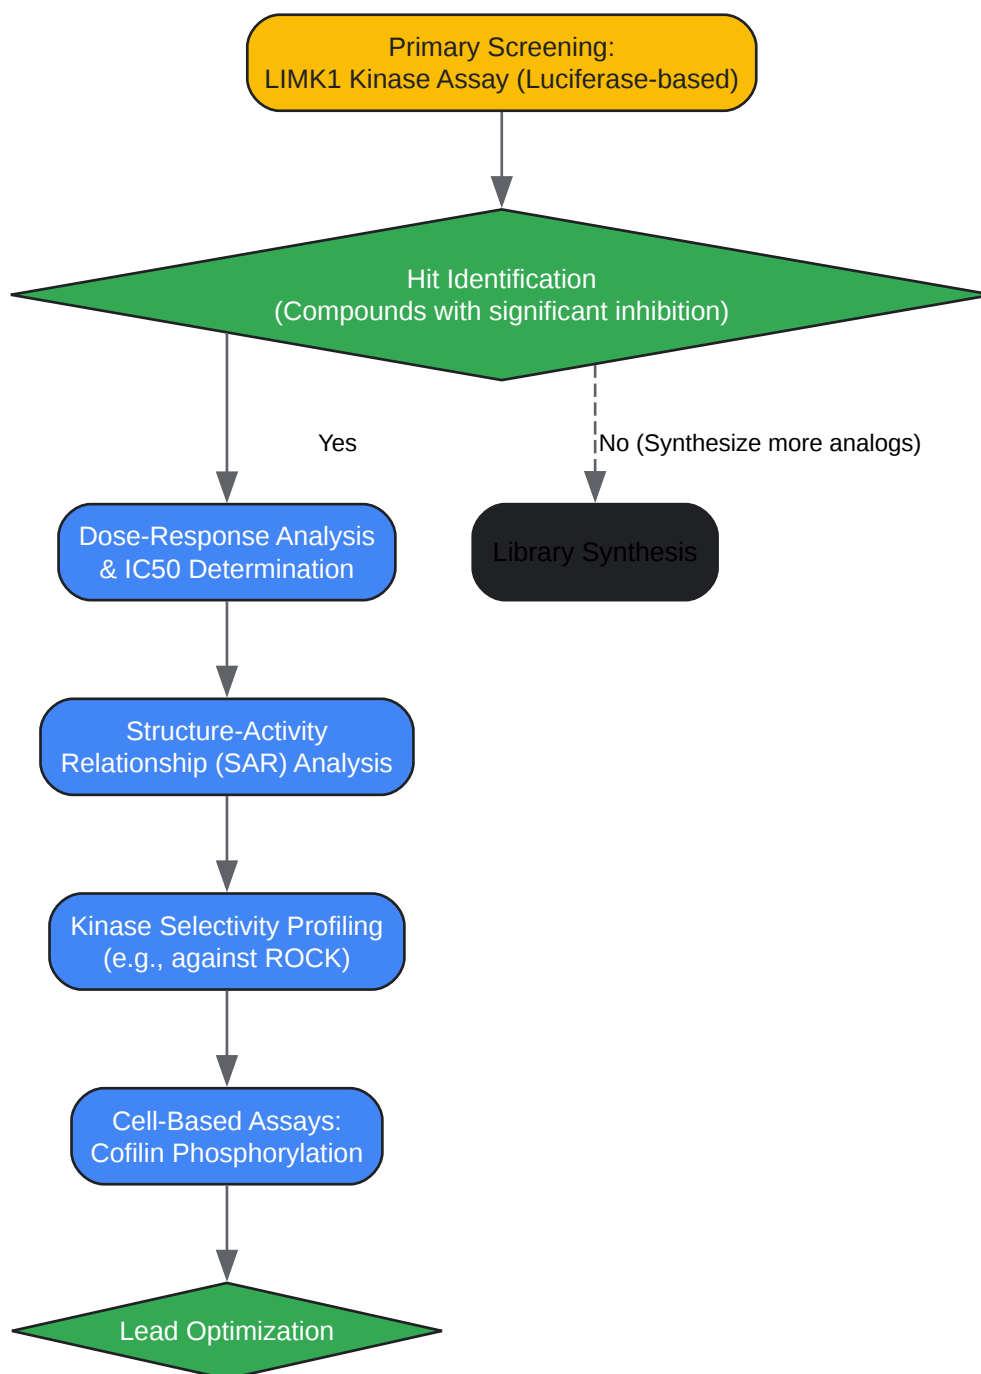 Primary Screening:
LIMK1 Kinase Assay (Luciferase-based)
Hit Identification
(Compounds with significant inhibition)
Yes
No (Synthesize more analogs)
Dose-Response Analysis
& IC50 Determination
Library Synthesis
Structure-Activity
Relationship (SAR) Analysis
Kinase Selectivity Profiling
(e.g., against ROCK)
Cell-Based Assays:
Cofilin Phosphorylation
Lead Optimization